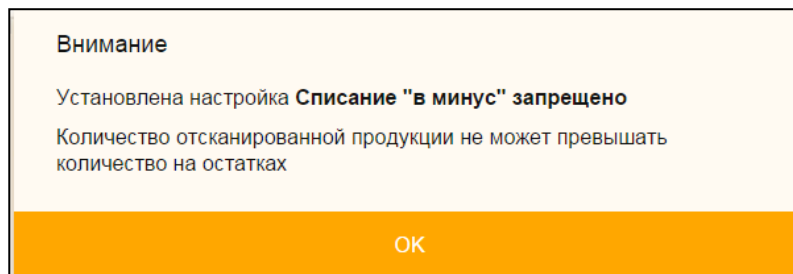 Внимание
Установлена настройка Списание "в минус" запрещено
Количество отсканированной продукции не может превышать
количество на остатках
OK